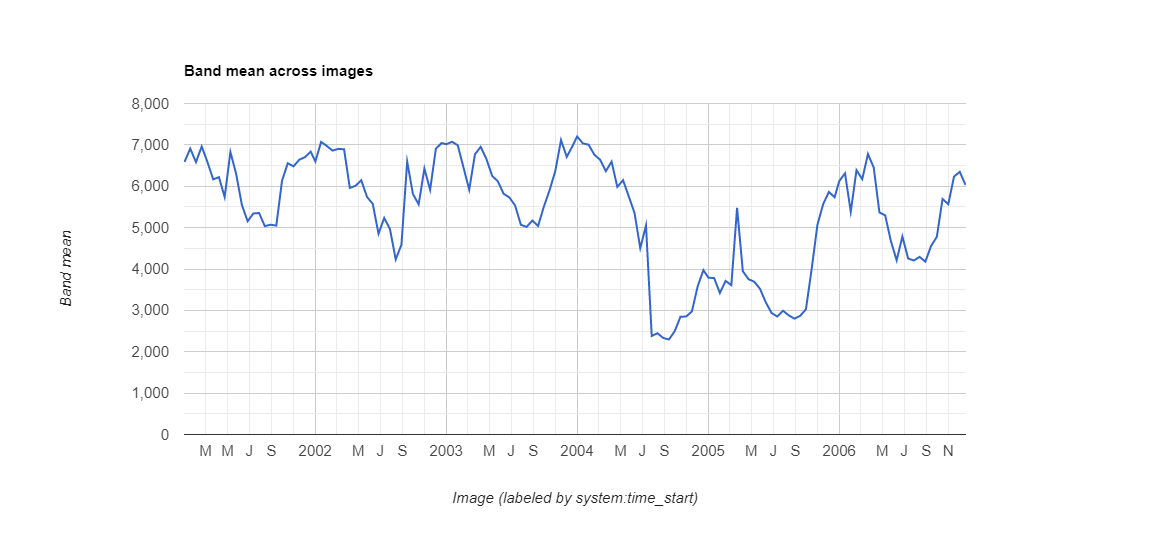 Band mean across images
8,000
7,000
6,000
5,000
4,000
3,000
2,000
1,000
0
Band mean
M M J S 2002 M J S 2003 M J S 2004 M J S 2005 M J S 2006 M J S N
Image (labeled by system:time_start)